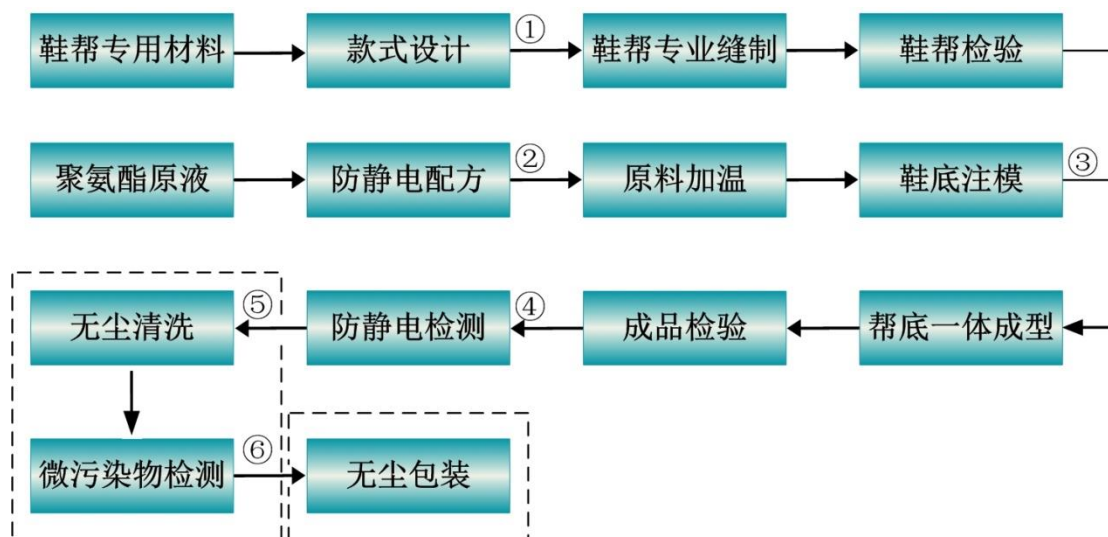 鞋帮专用材料 款式设计 ① 鞋帮专业缝制 鞋帮检验
聚氨酯原液 防静电配方 ② 原料加温 鞋底注模 ③
无尘清洗 ⑤ 防静电检测 ④ 成品检验 帮底一体成型
微污染物检测 ⑥ 无尘包装